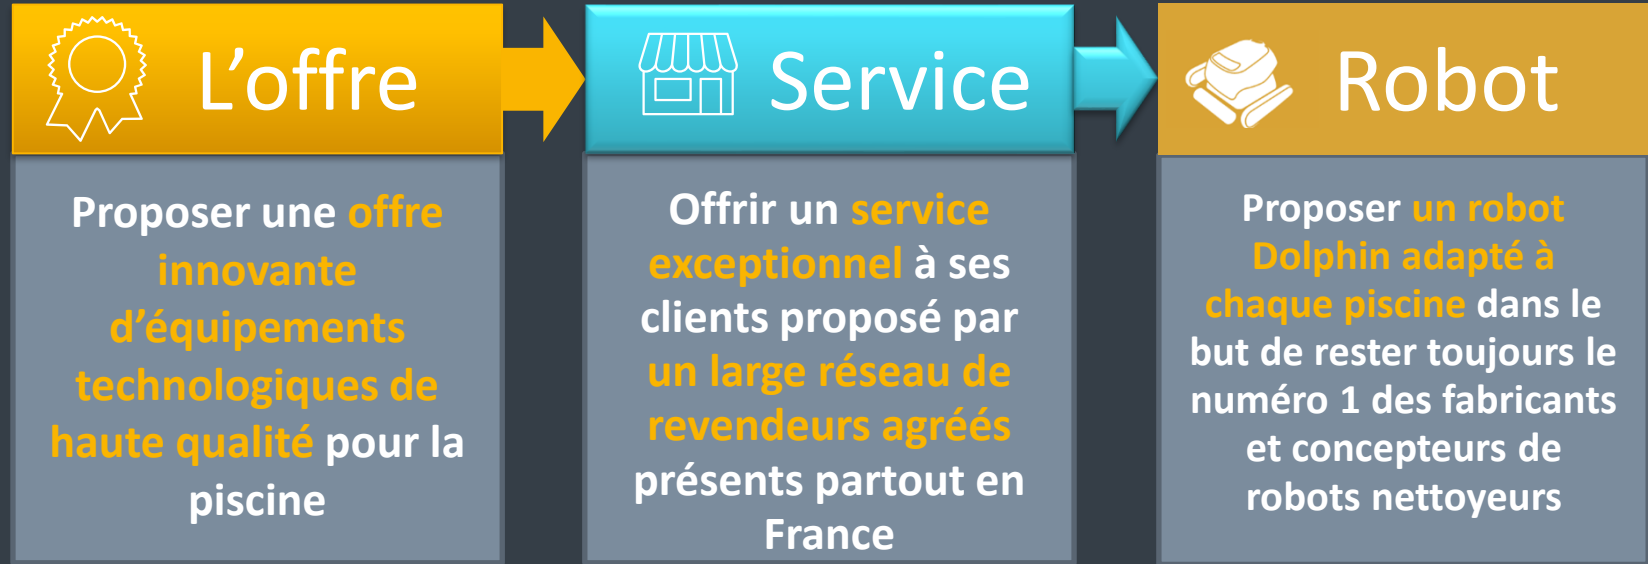 L’offre
Proposer une offre
innovante
d’équipements
technologiques de
haute qualité pour la
piscine
Service
Offrir un service
exceptionnel à ses
clients proposé par
un large réseau de
revendeurs agréés
présents partout en
France
Robot
Proposer un robot
Dolphin adapté à
chaque piscine dans le
but de rester toujours le
numéro 1 des fabricants
et concepteurs de
robots nettoyeurs